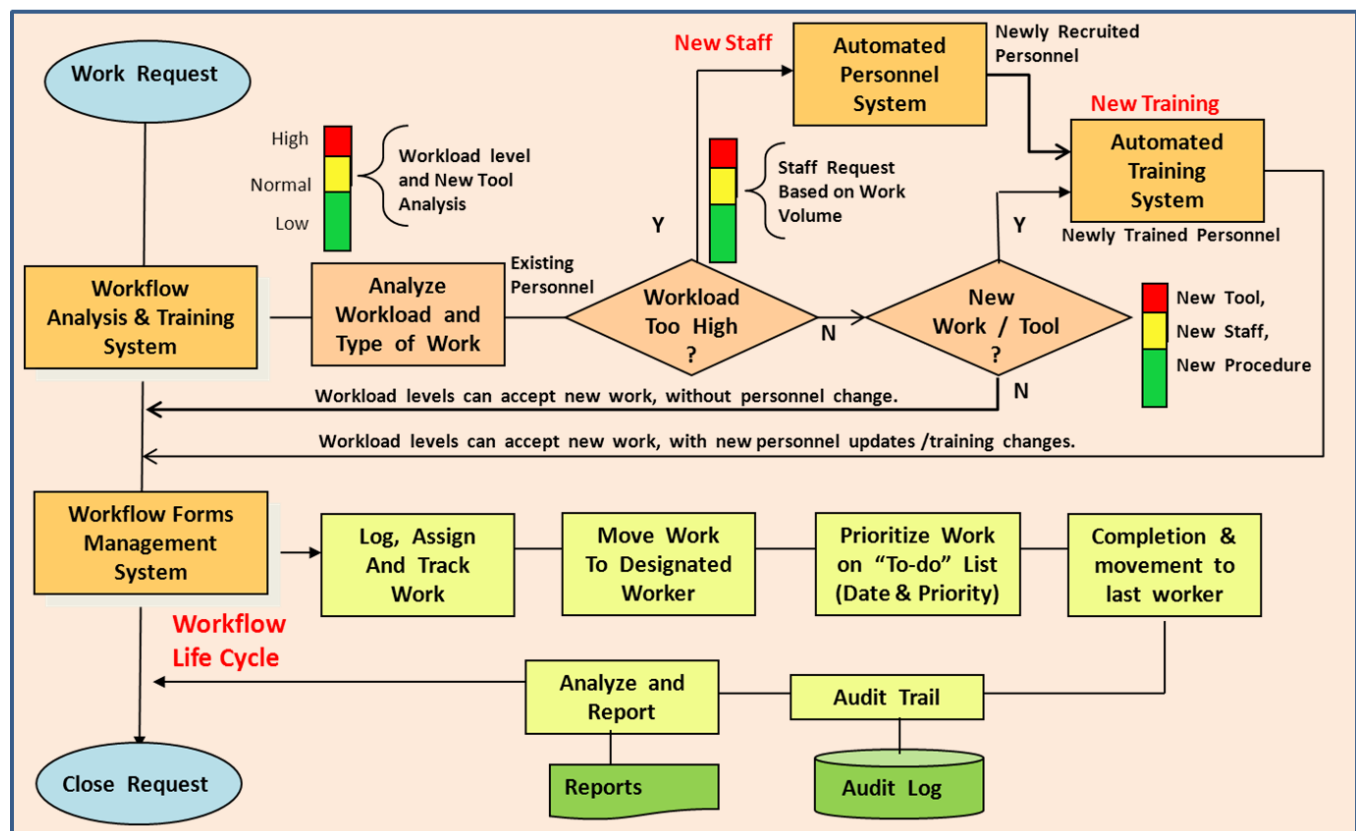 Work Request
New Staff
Automated
Personnel
System
Newly Recruited
Personnel
New Training
Automated
Training
System
High
Normal
Low
Workload level
and New Tool
Analysis
Staff Request
Based on Work
Volume
Y
Y
Newly Trained Personnel
Workflow
Analysis & Training
System
Analyze
Workload and
Type of Work
Existing
Personnel
Workload
Too High
?
N
New
Work / Tool
?
New Tool,
New Staff,
New Procedure
N
Workload levels can accept new work, without personnel change.
Workload levels can accept new work, with new personnel updates /training changes.
Workflow Forms
Management
System
Log, Assign
And Track
Work
Move Work
To Designated
Worker
Prioritize Work
on “To-do” List
(Date & Priority)
Completion &
movement to
last worker
Workflow
Life Cycle
Analyze and
Report
Audit Trail
Close Request
Reports
Audit Log